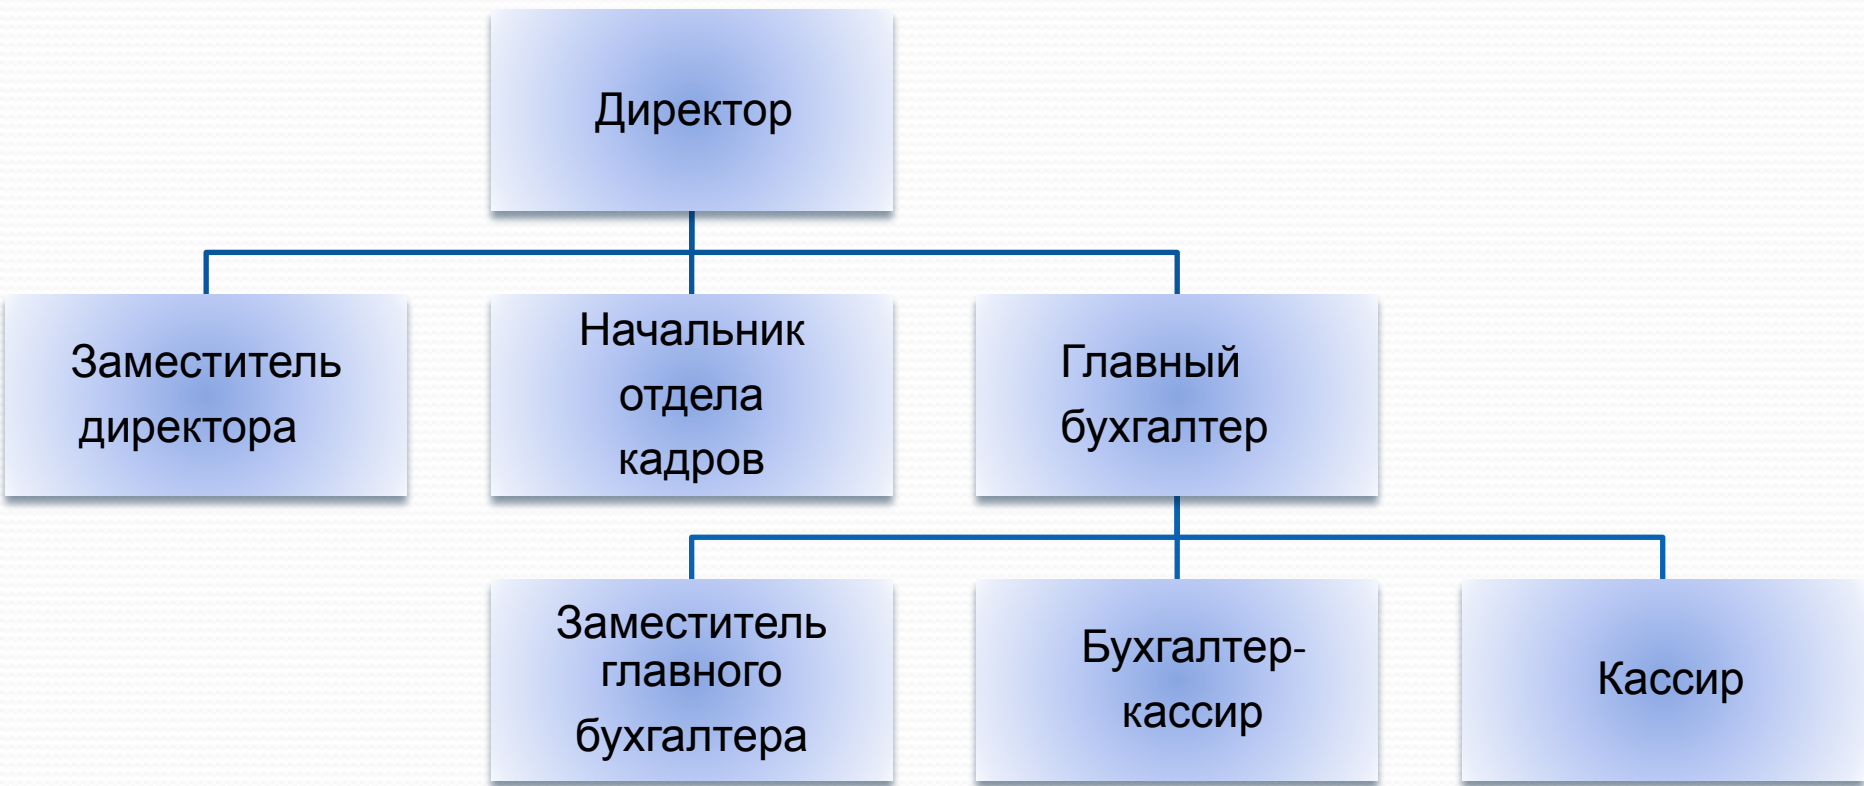 Директор
Заместитель
директора
Начальник
отдела
кадров
Главный
бухгалтер
Заместитель
главного
бухгалтера
Бухгалтер-
кассир
Кассир